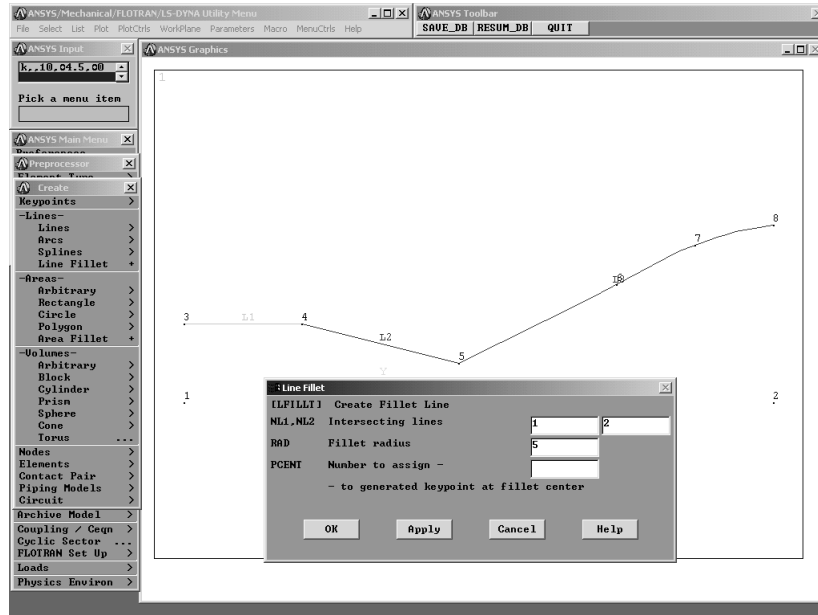 ANSYS/Mechanical/FLOTRAN/LS-DYNA Utility Menu
File Select List Plot PlotCtrls WorkPlane Parameters Macro MenuCtrls Help
ANSYS Toolbar
SAVE_DB RESUM_DB QUIT
ANSYS Input
k,,10,04.5,00
Pick a menu item
ANSYS Main Menu
Preferences
Preprocessor
Element Type >
Create
Keypoints >
-Lines-
Lines >
Arcs >
Splines >
Line Fillet +
-Areas-
Arbitrary >
Rectangle >
Circle >
Polygon >
Area Fillet +
-Volumes-
Arbitrary >
Block >
Cylinder >
Prism >
Sphere >
Cone >
Torus ...
Nodes >
Elements >
Contact Pair >
Piping Models >
Circuit >
Archive Model >
Coupling / Ceqn >
Cyclic Sector ...
FLOTRAN Set Up >
Loads >
Physics Environ >
ANSYS Graphics
1
8
7
3 L1 4
L2
5
Y
1
2
Line Fillet
[LFILLT] Create Fillet Line
NL1,NL2 Intersecting lines 1 2
RAD Fillet radius 5
PCENT Number to assign -
- to generated keypoint at fillet center
OK Apply Cancel Help